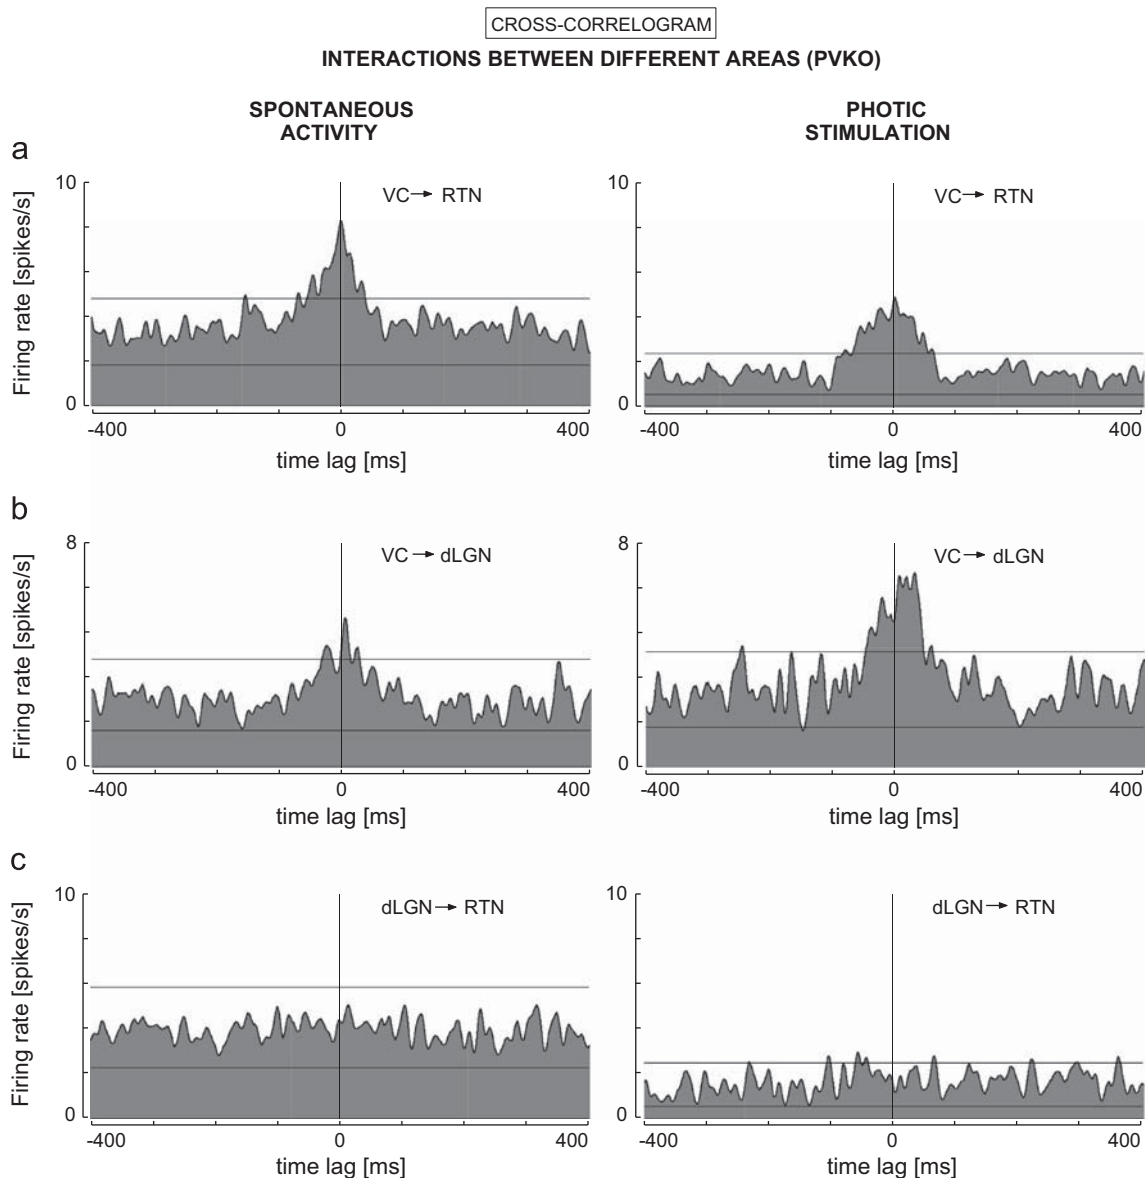 CROSS-CORRELOGRAM
INTERACTIONS BETWEEN DIFFERENT AREAS (PVKO)
SPONTANEOUS
ACTIVITY
PHOTIC
STIMULATION
a
Firing rate [spikes/s]
10
0
VC→ RTN
-400 0 400
time lag [ms]
10
0
VC→ RTN
-400 0 400
time lag [ms]
b
Firing rate [spikes/s]
8
0
VC→ dLGN
-400 0 400
time lag [ms]
8
0
VC→ dLGN
-400 0 400
time lag [ms]
c
Firing rate [spikes/s]
10
0
dLGN→ RTN
-400 0 400
time lag [ms]
10
0
dLGN→ RTN
-400 0 400
time lag [ms]